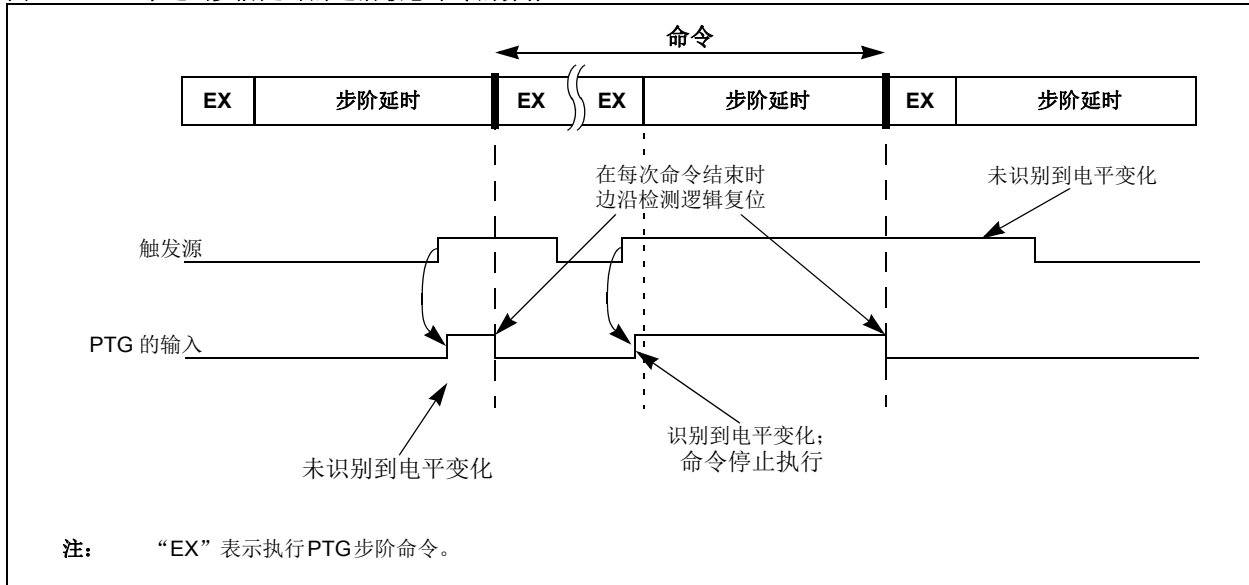 命令
EX 步阶延时 EX EX 步阶延时 EX 步阶延时
在每次命令结束时
边沿检测逻辑复位
未识别到电平变化
触发源
PTG 的输入
识别到电平变化；
命令停止执行
未识别到电平变化
注： “EX”表示执行PTG步阶命令。